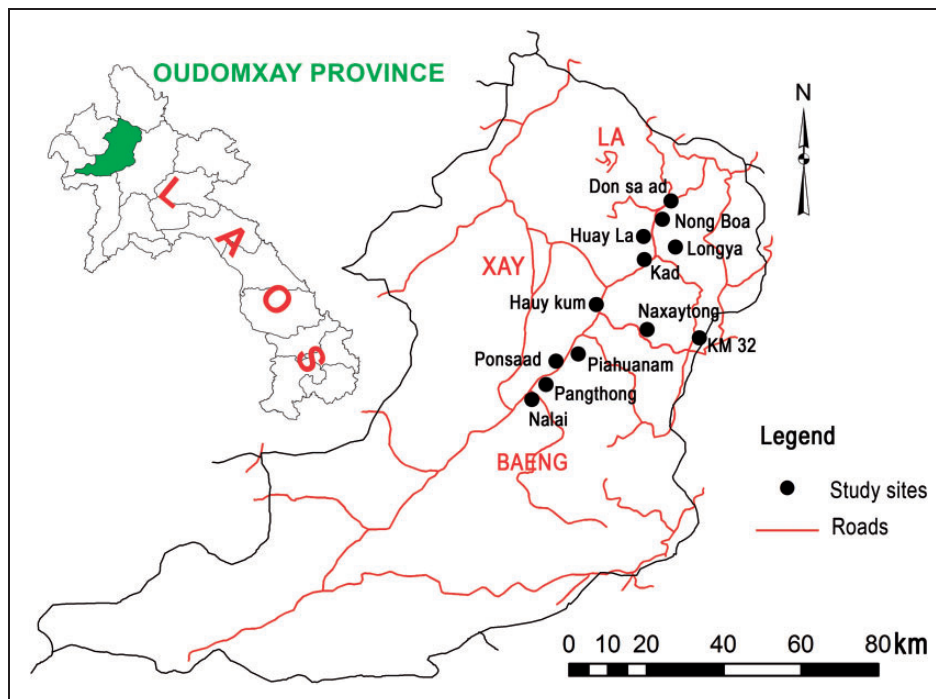 OUDOMXAY PROVINCE
LAOS
N
LA
Don sa ad
Nong Boa
Huay La
Longya
XAY
Kad
Hauy kum
Naxaytong
KM 32
Ponsaad
Piahuanam
Pangthong
Nalai
BAENG
Legend
Study sites
Roads
0 10 20 40 60 80 km